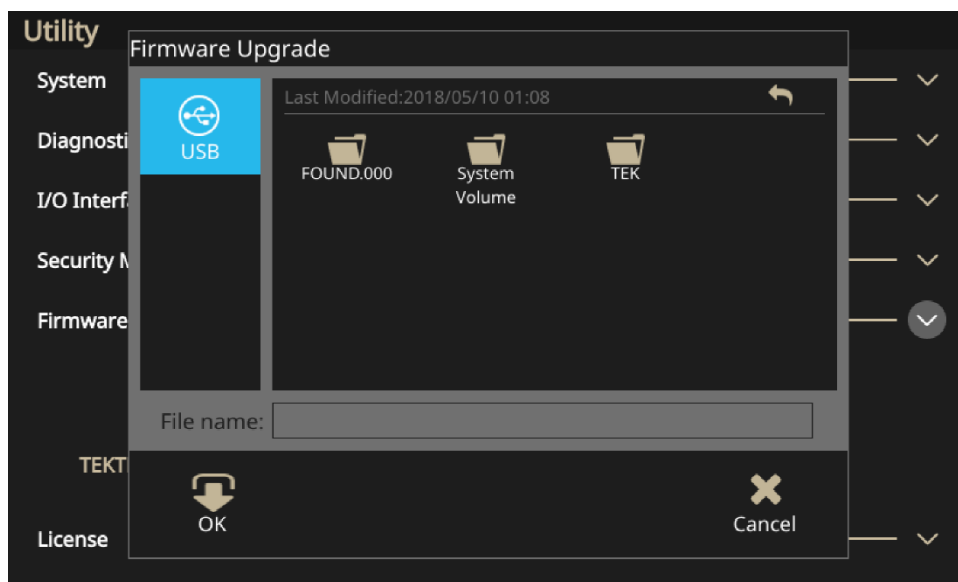 Utility
Firmware Upgrade
System
Last Modified:2018/05/10 01:08
USB
Diagnosti
FOUND.000
System
Volume
TEK
I/O Interf
Security M
Firmware
File name:
TEKT
OK
Cancel
License